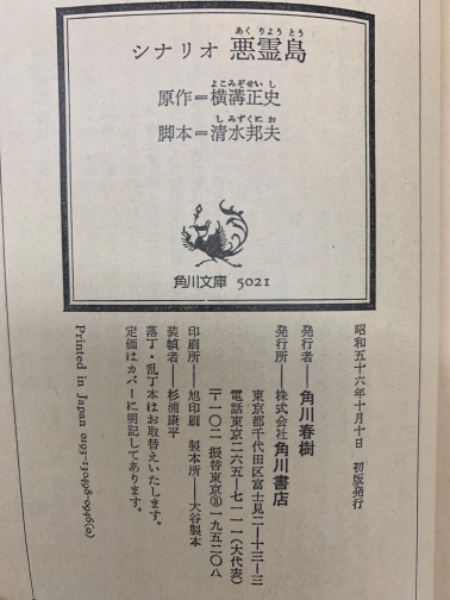 あくりようとう
シナリオ 悪霊島
よこみぞせいし
原作＝横溝正史
しみずくにお
脚本＝清水邦夫
角川文庫 5021
昭和五十六年十月十日 初版発行
発行者──角川春樹
発行所──株式会社角川書店
東京都千代田区富士見二ー十三ー三
電話東京二六五ー七一一一（大代表）
〒一〇二 振替東京③一九五二〇八
印刷所──旭印刷 製本所──大谷製本
装幀者──杉浦康平
落丁・乱丁本はお取替えいたします。
定価はカバーに明記してあります。
Printed in Japan 0193-150498-0946(0)